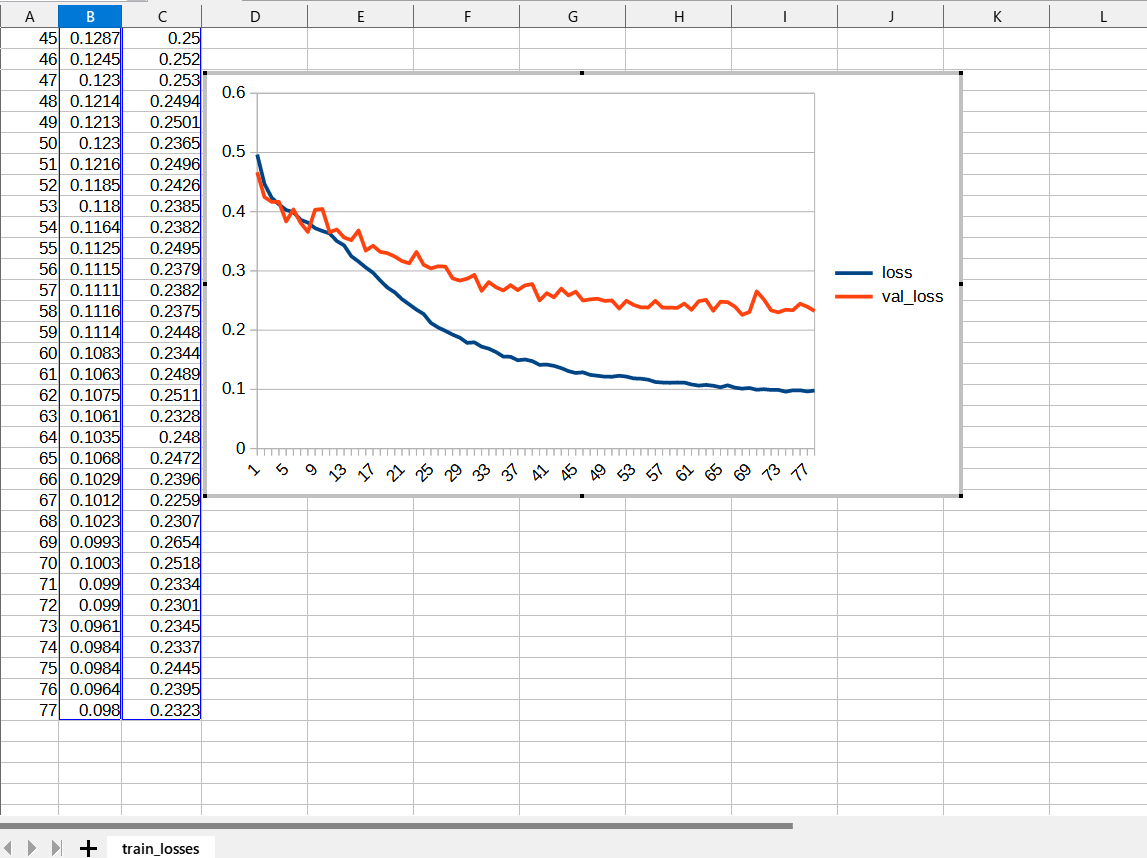 A B C D E F G H I J K L
45 0.1287 0.25
46 0.1245 0.252
47 0.123 0.253
48 0.1214 0.2494
49 0.1213 0.2501
50 0.123 0.2365
51 0.1216 0.2496
52 0.1185 0.2426
53 0.118 0.2385
54 0.1164 0.2382
55 0.1125 0.2495
56 0.1115 0.2379
57 0.1111 0.2382
58 0.1116 0.2375
59 0.1114 0.2448
60 0.1083 0.2344
61 0.1063 0.2489
62 0.1075 0.2511
63 0.1061 0.2328
64 0.1035 0.248
65 0.1068 0.2472
66 0.1029 0.2396
67 0.1012 0.2259
68 0.1023 0.2307
69 0.0993 0.2654
70 0.1003 0.2518
71 0.099 0.2334
72 0.099 0.2301
73 0.0961 0.2345
74 0.0984 0.2337
75 0.0984 0.2445
76 0.0964 0.2395
77 0.098 0.2323
0.6
0.5
0.4
0.3
0.2
0.1
0
1 5 9 13 17 21 25 29 33 37 41 45 49 53 57 61 65 69 73 77
loss
val_loss
train_losses